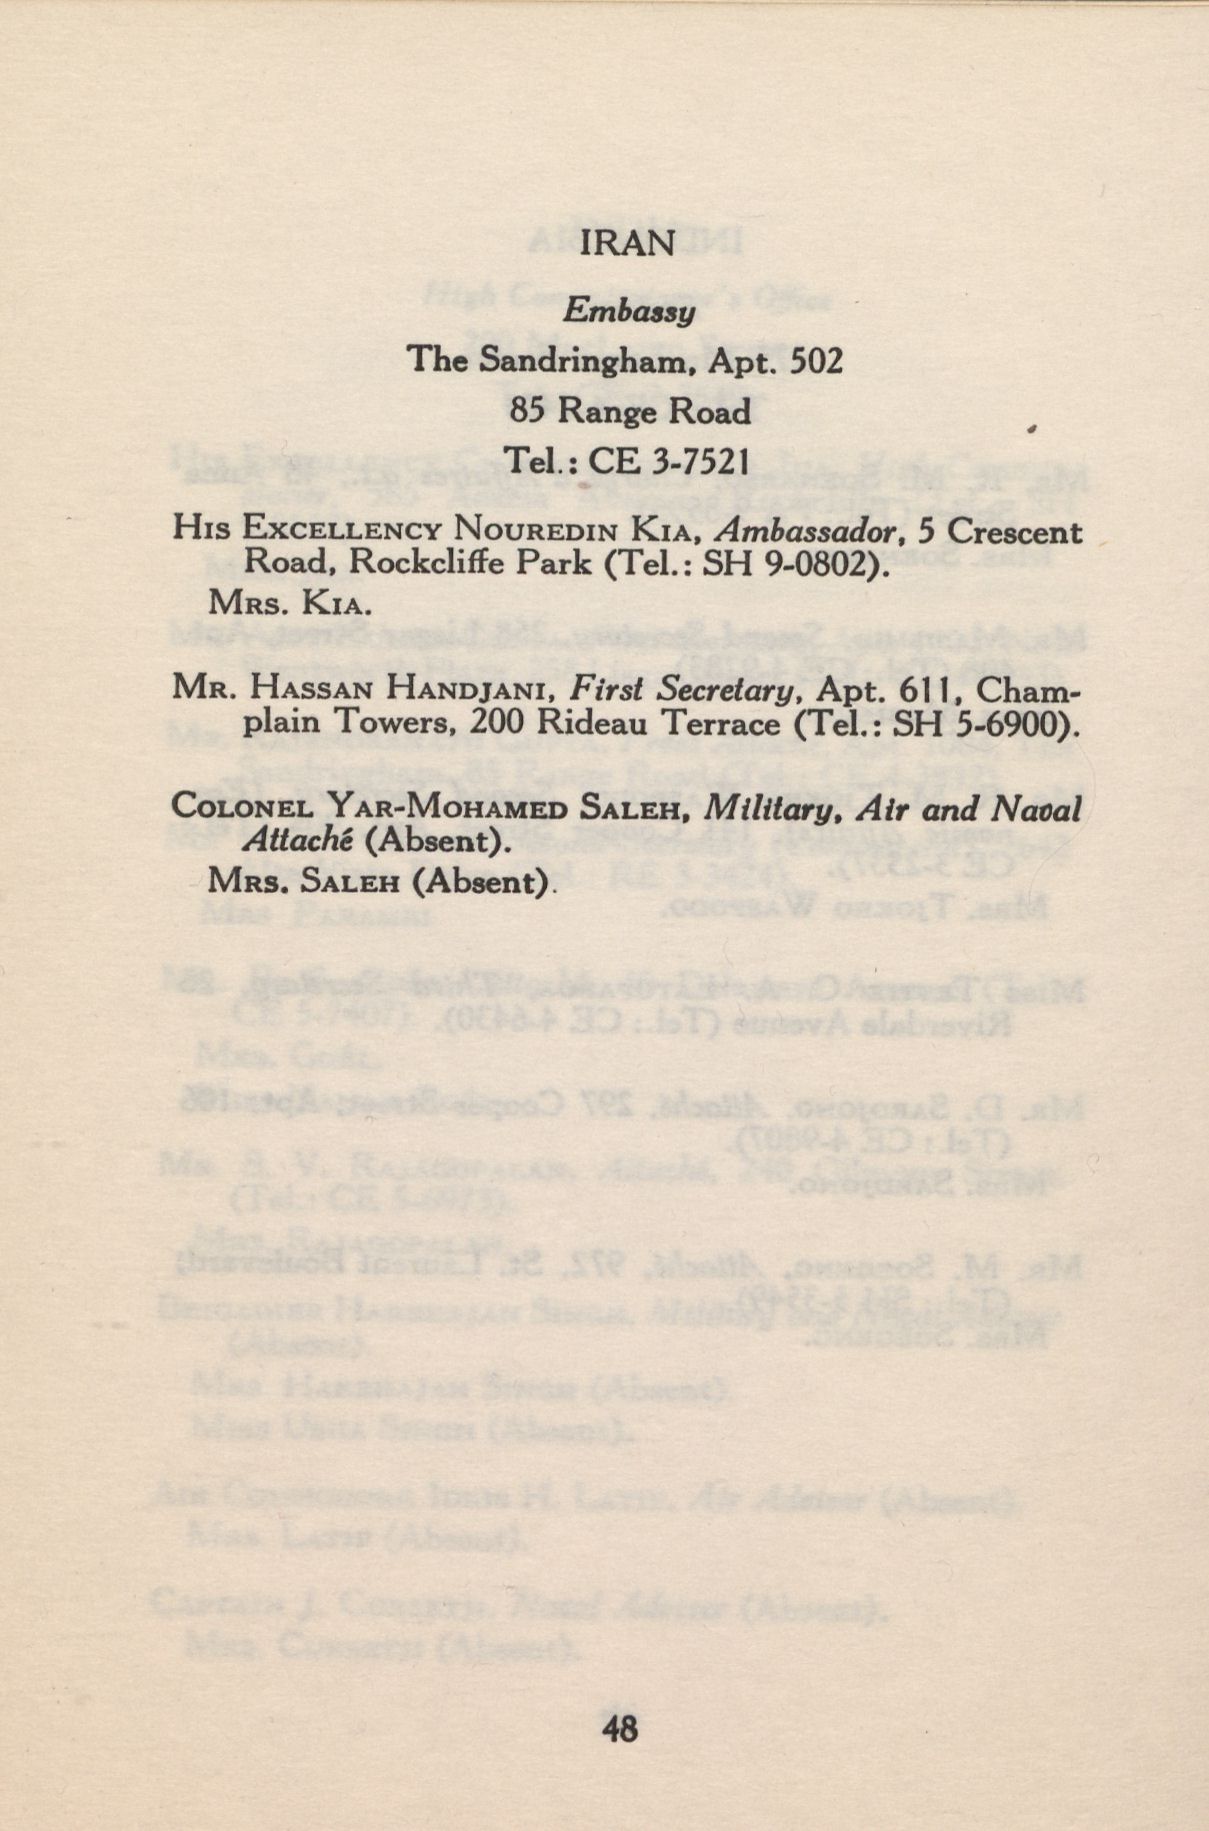 IRAN
Embassy
The Sandringham, Apt. 502
85 Range Road
Tel.: CE 3-7521
His Excellency Nouredin Kia, Ambassador, 5 Crescent
Road, Rockcliffe Park (Tel.: SH 9-0802).
Mrs. Kia.
Mr. Hassan Handjani, First Secretary, Apt. 611, Cham-
plain Towers, 200 Rideau Terrace (Tel.: SH 5-6900).
Colonel Yar-Mohamed Saleh, Military, Air and Naval
Attaché (Absent).
Mrs. Saleh (Absent).
48